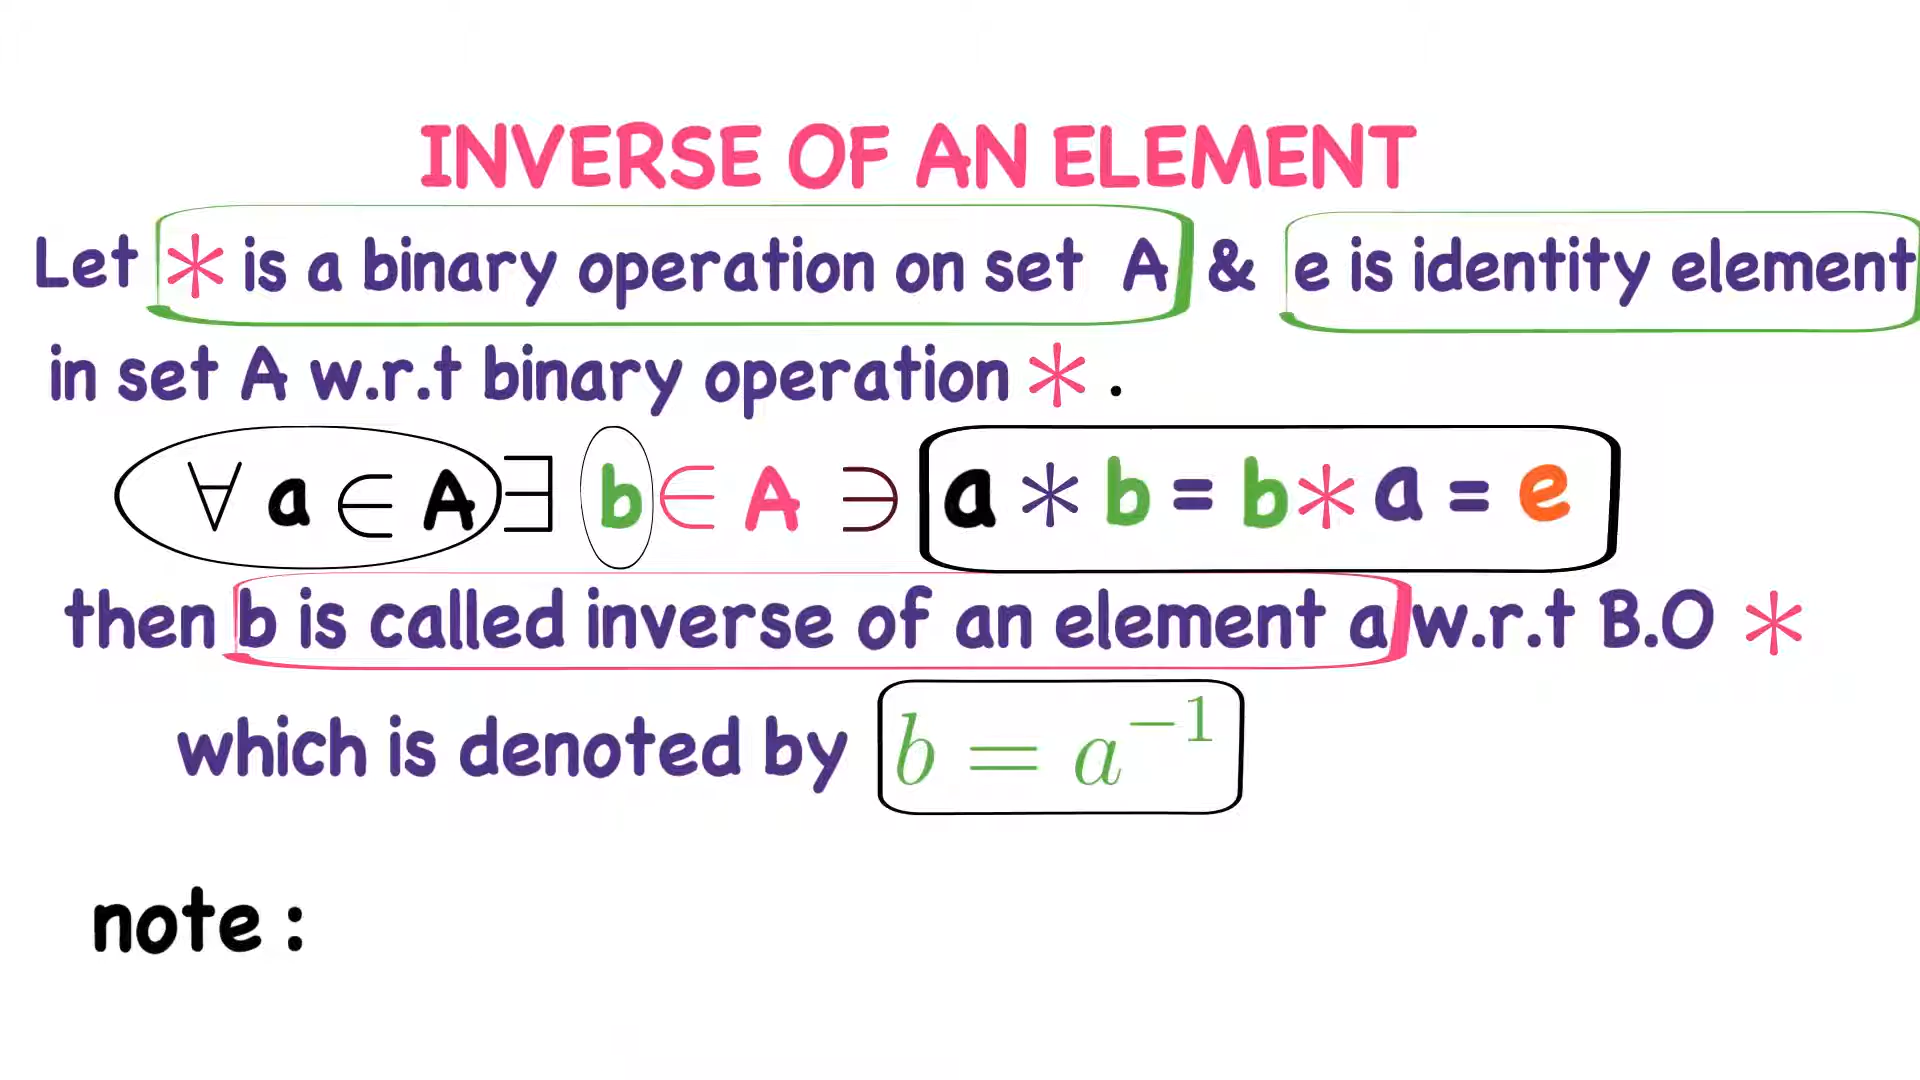 INVERSE OF AN ELEMENT
Let * is a binary operation on set A & e is identity element
in set A w.r.t binary operation * .
∀ a ∈ A ∃ b ∈ A ∋ a * b = b * a = e
then b is called inverse of an element a w.r.t B.O *
which is denoted by b = a⁻¹
note :